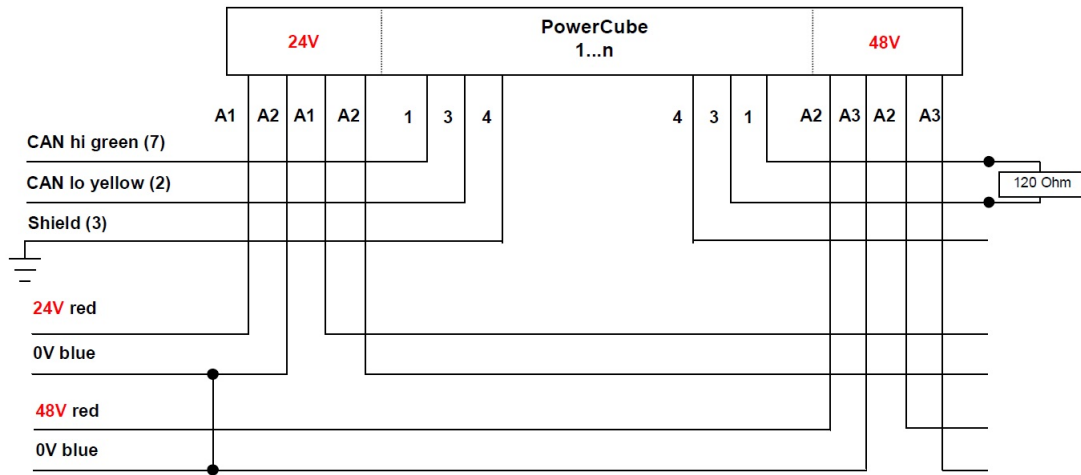 PowerCube
24V
1...n
48V
A1 A2 A1 A2 1 3 4 4 3 1 A2 A3 A2 A3
CAN hi green (7)
CAN lo yellow (2)
120 Ohm
Shield (3)
24V red
0V blue
48V red
0V blue